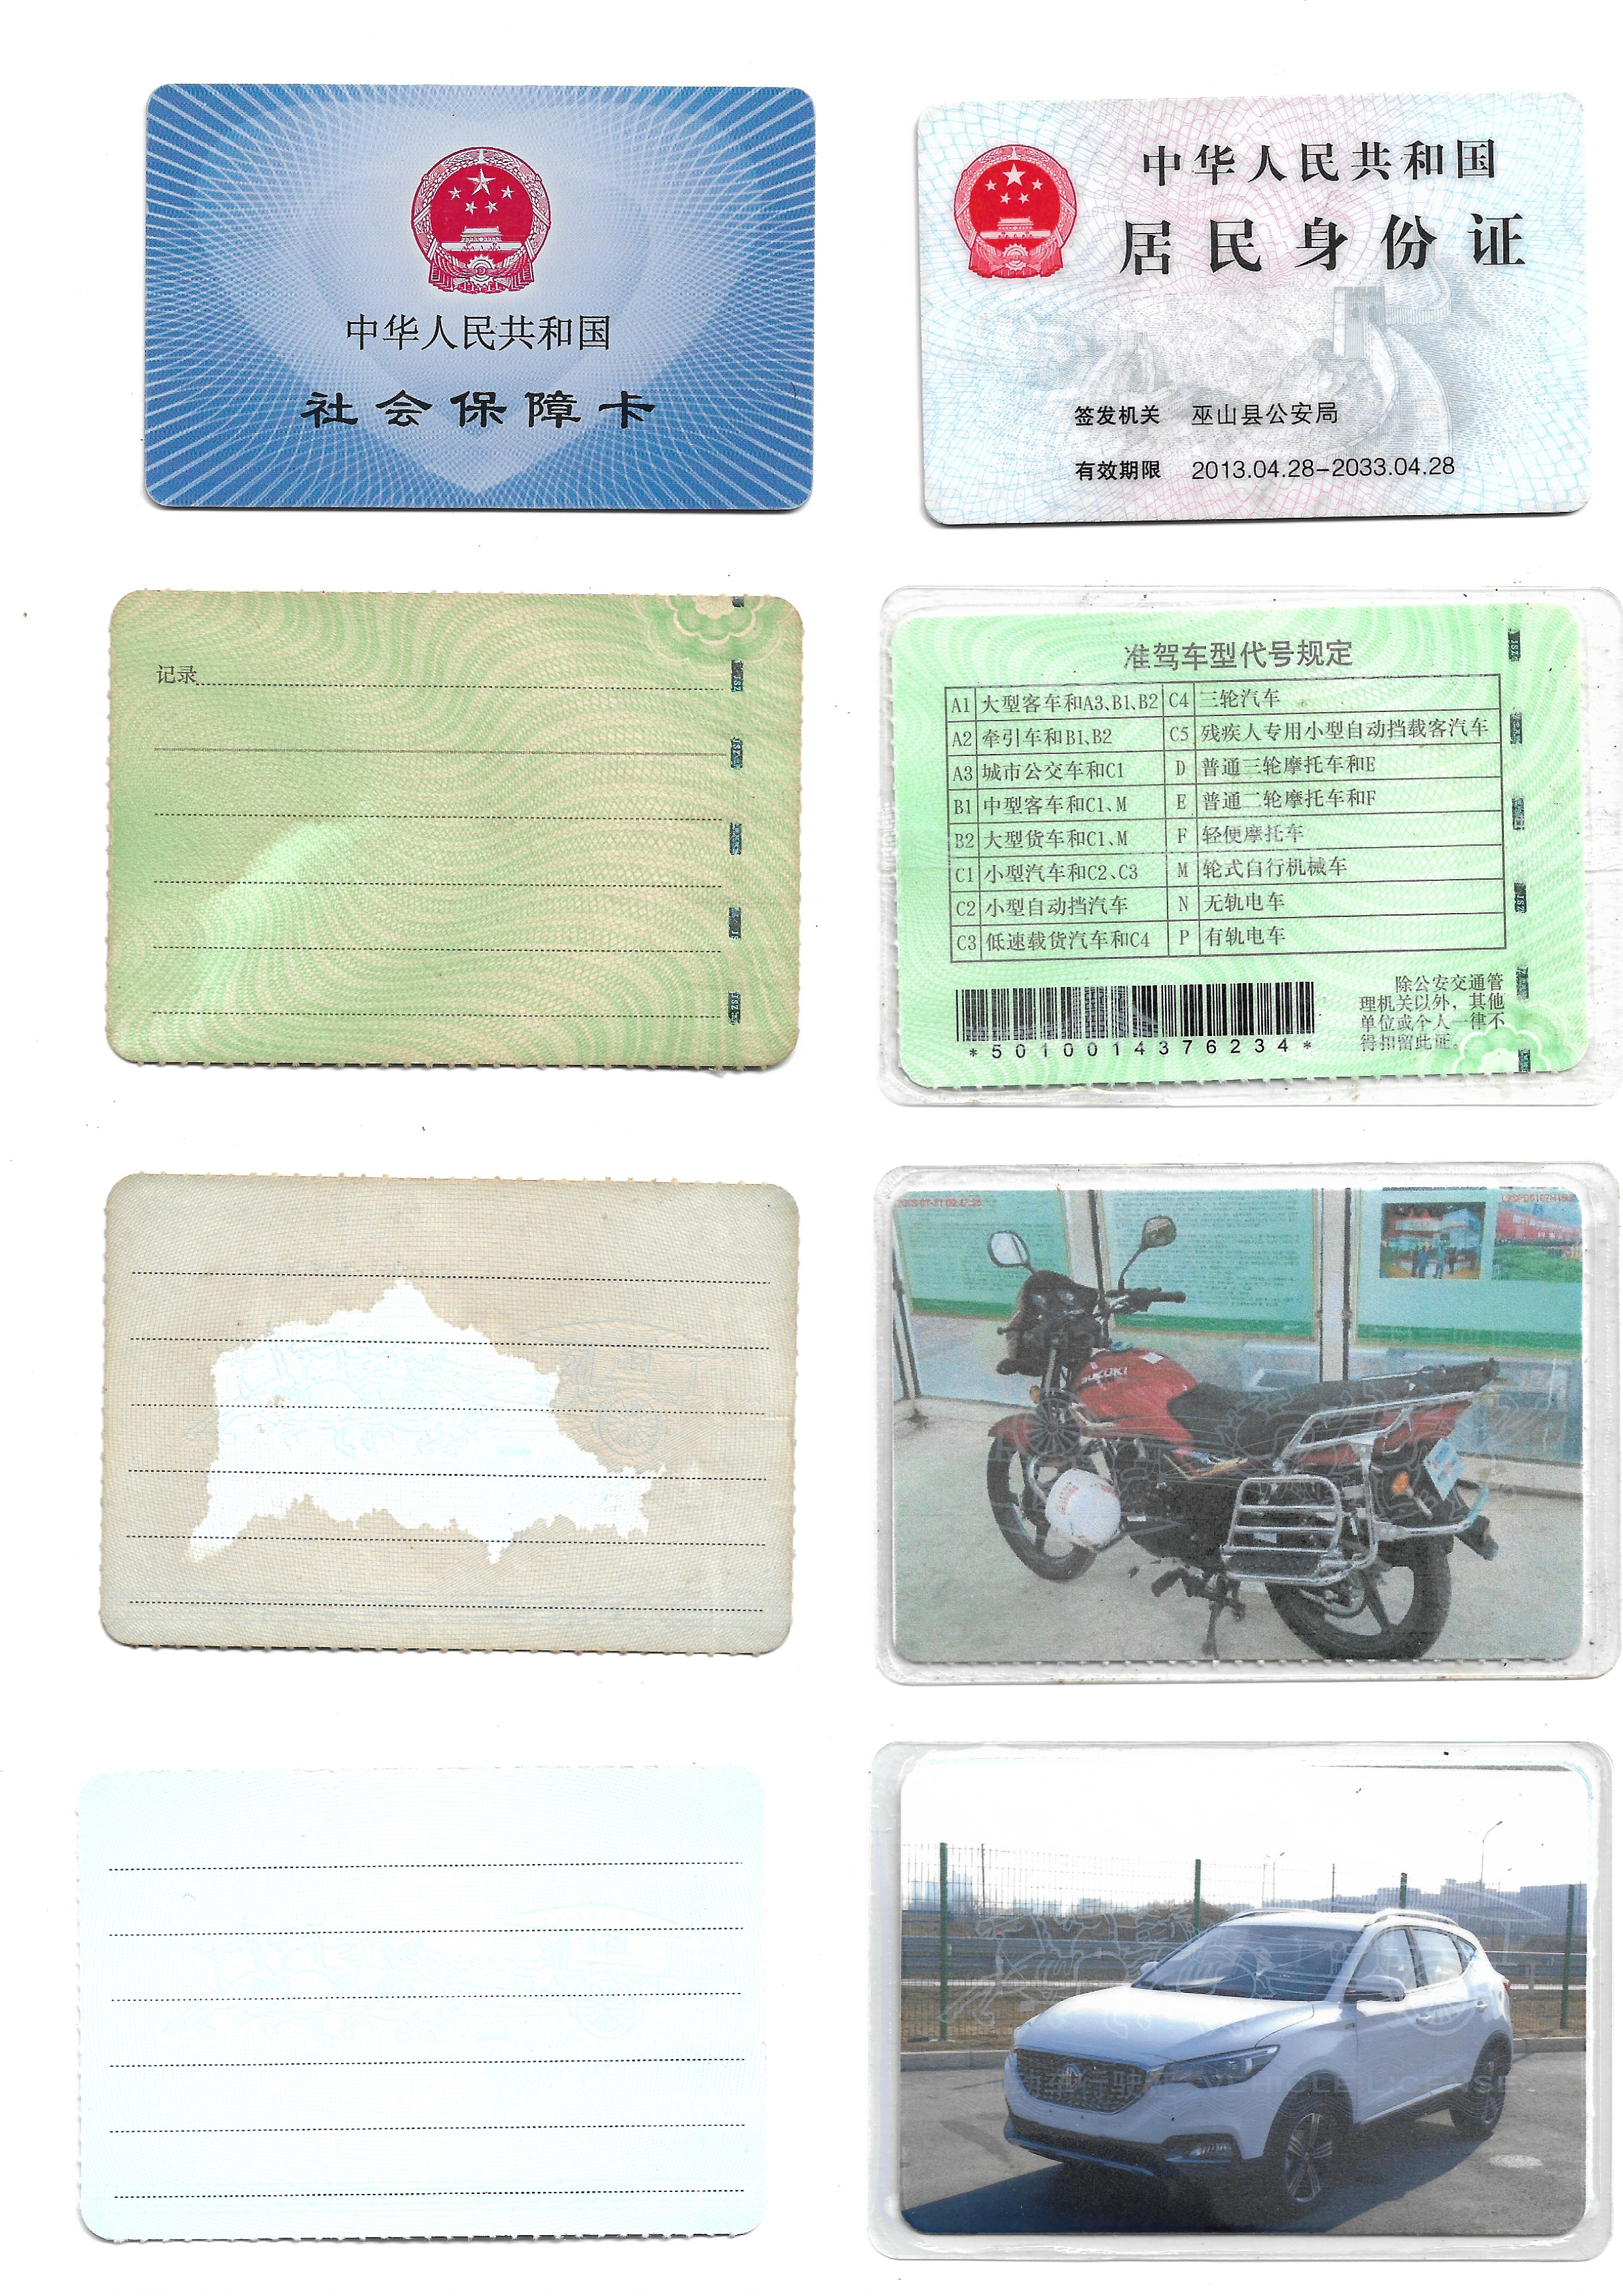 中华人民共和国
社会保障卡
中华人民共和国
居民身份证
签发机关 巫山县公安局
有效期限 2013.04.28-2033.04.28
记录
准驾车型代号规定
A1 大型客车和A3、B1、B2 C4 三轮汽车
A2 牵引车和B1、B2 C5 残疾人专用小型自动挡载客汽车
A3 城市公交车和C1 D 普通三轮摩托车和E
B1 中型客车和C1、M E 普通二轮摩托车和F
B2 大型货车和C1、M F 轻便摩托车
C1 小型汽车和C2、C3 M 轮式自行机械车
C2 小型自动挡汽车 N 无轨电车
C3 低速载货汽车和C4 P 有轨电车
*5010014376234*
除公安交通管
理机关以外，其他
单位或个人一律不
得扣留此证。
SUZUKI
VEHICLE LICENSE